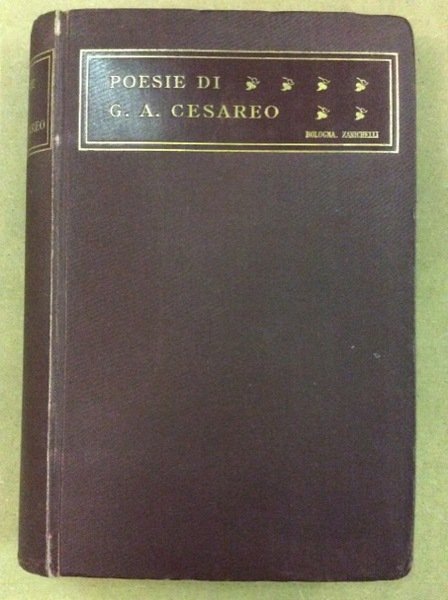 POESIE DI
G. A. CESAREO
BOLOGNA, ZANICHELLI